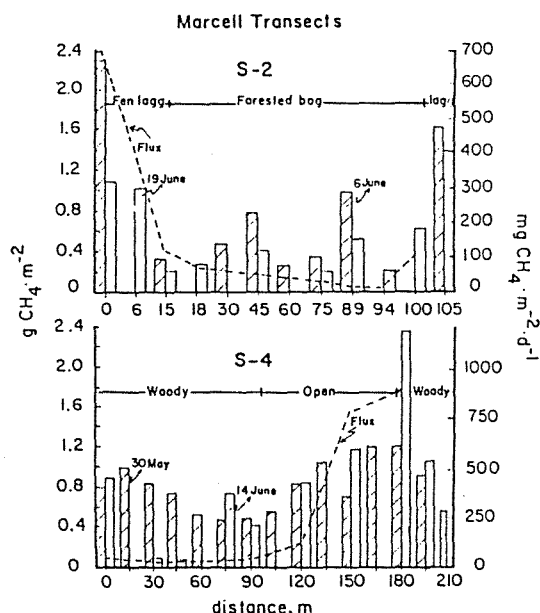 Marcell Transects
S-2
2.4
2.0
1.6
1.2
0.8
0.4
0
700
600
500
400
300
200
100
0
Fen lagg
Forested bog
lag
Flux
19 June
6 June
0 6 15 18 30 45 60 75 89 94 100 105
g CH₄·m⁻²
mg CH₄·m⁻²·d⁻¹
S-4
2.4
2.0
1.6
1.2
0.8
0.4
0
1000
750
500
250
0
Woody
Open
Woody
30 May
14 June
Flux
0 30 60 90 120 150 180 210
distance, m